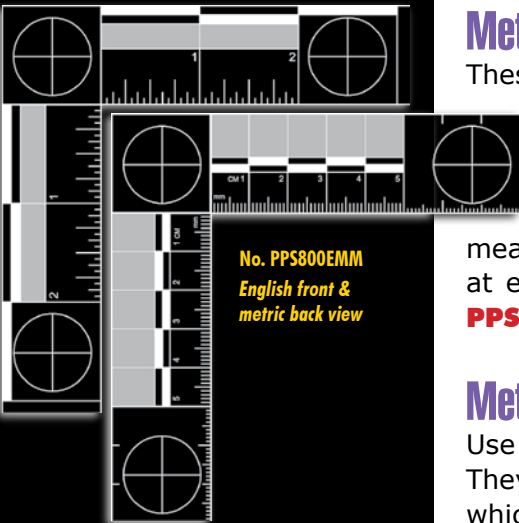 1
2
1
2
CM 1
2
3
4
5
mm
mm
1 CM
2
3
4
5
No. PPS800EMM
English front &
metric back view
Met
Thes
mea
at e
PPS
Met
Use
They
whic